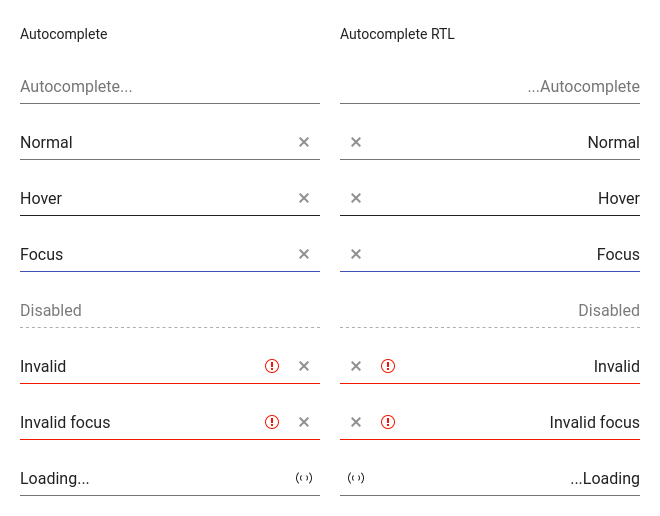 Autocomplete
Autocomplete RTL
Autocomplete...
...Autocomplete
Normal
Normal
Hover
Hover
Focus
Focus
Disabled
Disabled
Invalid
Invalid
Invalid focus
Invalid focus
Loading...
...Loading